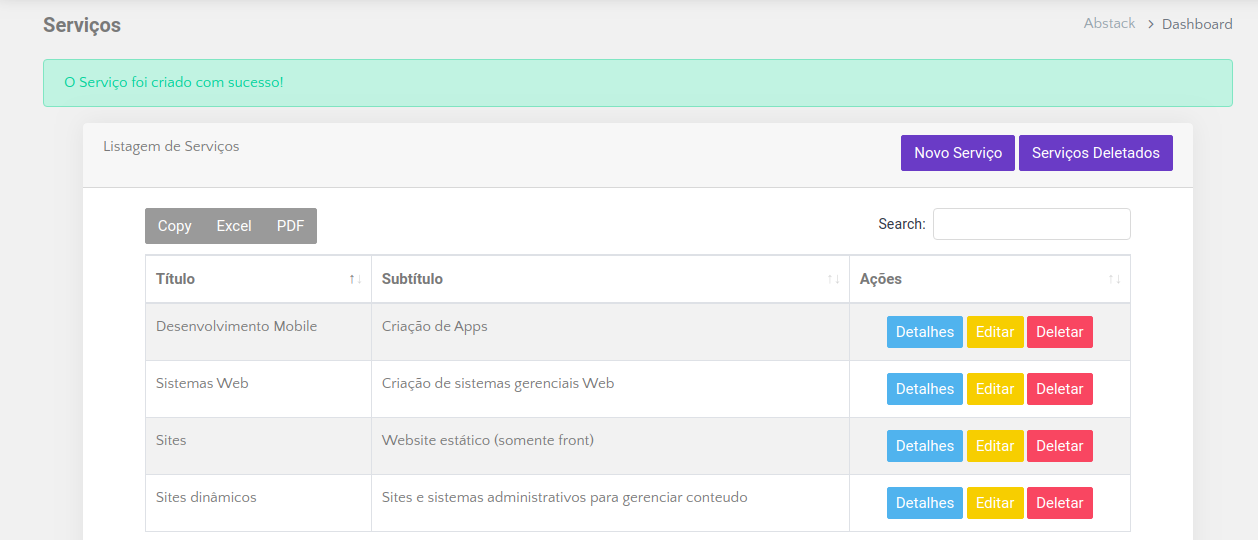 Serviços
Abstack > Dashboard
O Serviço foi criado com sucesso!
Listagem de Serviços
Novo Serviço Serviços Deletados
Copy Excel PDF
Search:
Título Subtítulo Ações
Desenvolvimento Mobile Criação de Apps Detalhes Editar Deletar
Sistemas Web Criação de sistemas gerenciais Web Detalhes Editar Deletar
Sites Website estático (somente front) Detalhes Editar Deletar
Sites dinâmicos Sites e sistemas administrativos para gerenciar conteudo Detalhes Editar Deletar